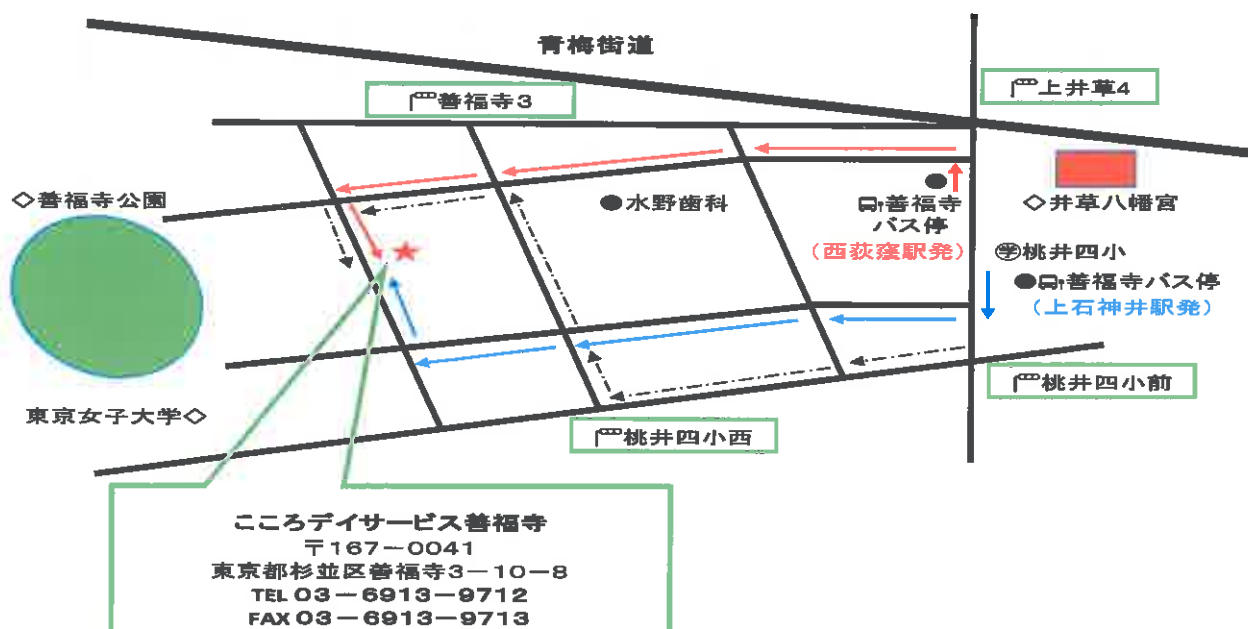 青梅街道
善福寺3
上井草4
◇善福寺公園
●水野歯科
善福寺
バス停
(西荻窪駅発)
◇井草八幡宮
㋻桃井四小
●善福寺バス停
(上石神井駅発)
桃井四小前
東京女子大学◇
桃井四小西
こころデイサービス善福寺
〒167－0041
東京都杉並区善福寺3－10－8
TEL 03－6913－9712
FAX 03－6913－9713